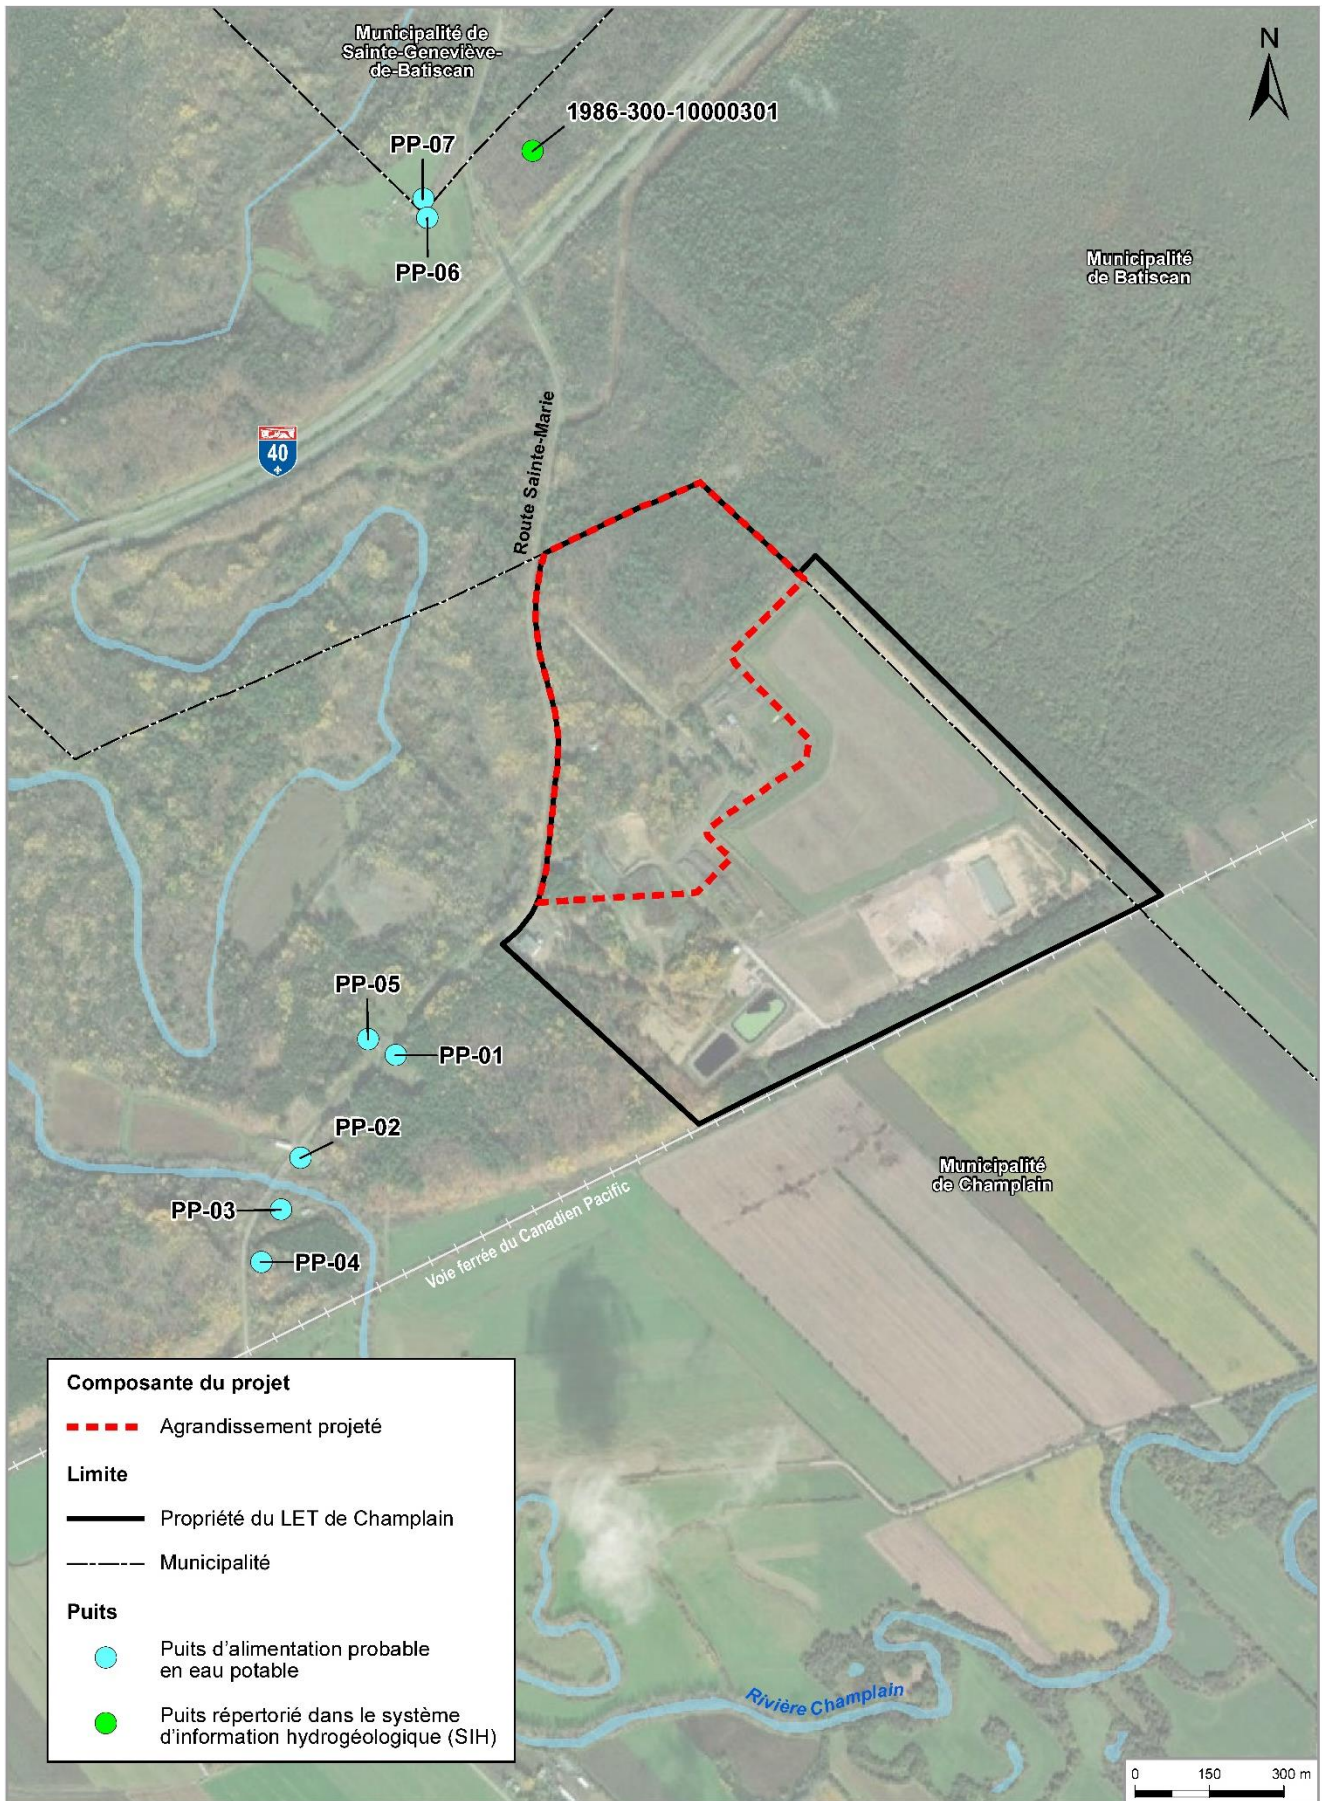 Municipalité de
Sainte-Geneviève-
de-Batiscan
N
1986-300-10000301
PP-07
PP-06
Municipalité
de Batiscan
40
Route Sainte-Marie
PP-05
PP-01
PP-02
PP-03
PP-04
Municipalité
de Champlain
Voie ferrée du Canadien Pacific
Composante du projet
Agrandissement projeté
Limite
Propriété du LET de Champlain
Municipalité
Puits
Puits d'alimentation probable
en eau potable
Puits répertorié dans le système
d'information hydrogéologique (SIH)
Rivière Champlain
0 150 300 m